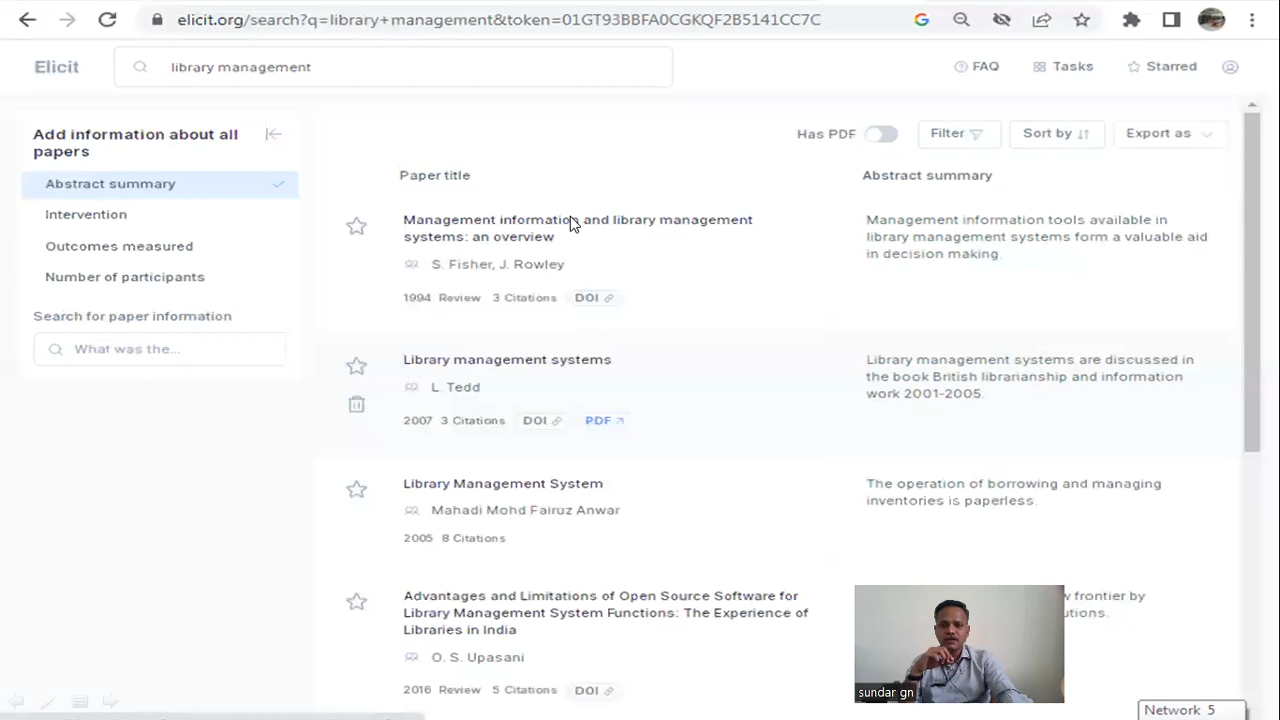 elicit.org/search?q=library+management&token=01GT93BBFA0CGKQF2B5141CC7C
Elicit
library management
FAQ
Tasks
Starred
Add information about all
papers
Abstract summary
Intervention
Outcomes measured
Number of participants
Search for paper information
What was the...
Has PDF
Filter
Sort by
Export as
Paper title
Abstract summary
Management information and library management
systems: an overview
S. Fisher, J. Rowley
1994 Review 3 Citations DOI
Management information tools available in
library management systems form a valuable aid
in decision making.
Library management systems
L. Tedd
2007 3 Citations DOI PDF
Library management systems are discussed in
the book British librarianship and information
work 2001-2005.
Library Management System
Mahadi Mohd Fairuz Anwar
2005 8 Citations
The operation of borrowing and managing
inventories is paperless.
Advantages and Limitations of Open Source Software for
Library Management System Functions: The Experience of
Libraries in India
O. S. Upasani
2016 Review 5 Citations DOI
frontier by
sundar gn
Network 5